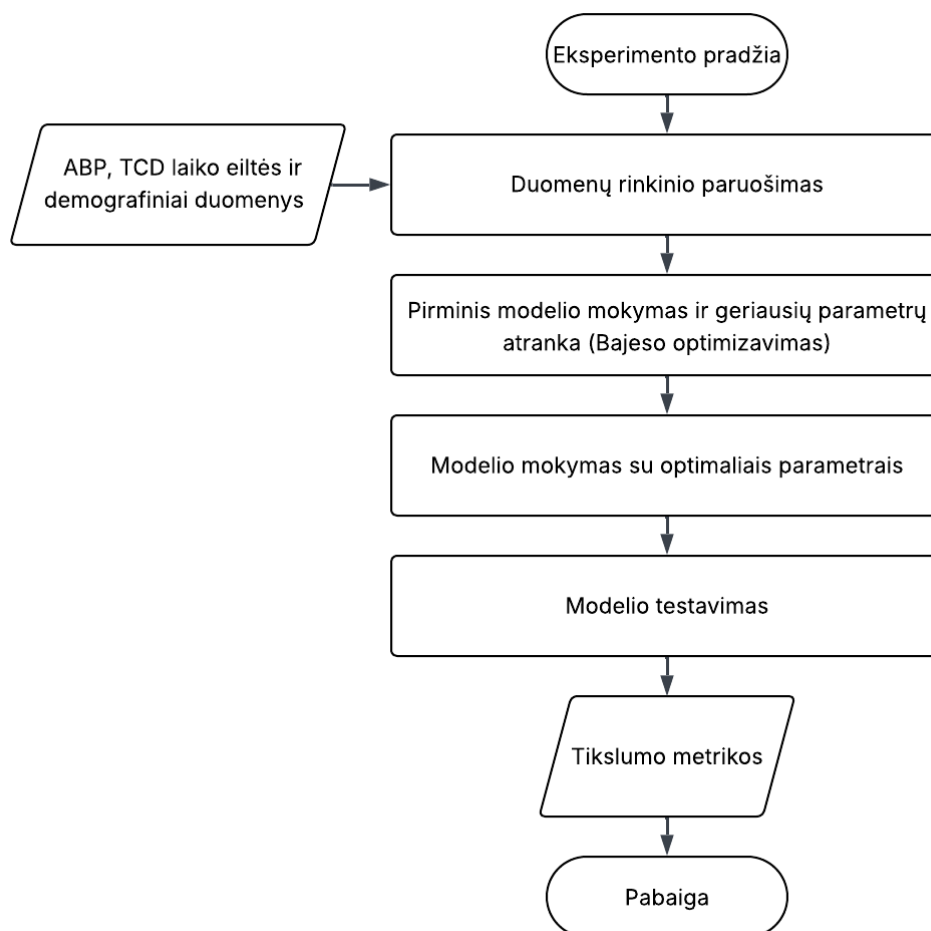 Eksperimento pradžia
ABP, TCD laiko eiltės ir
demografiniai duomenys
Duomenų rinkinio paruošimas
Pirminis modelio mokymas ir geriausių parametrų
atranka (Bajeso optimizavimas)
Modelio mokymas su optimaliais parametrais
Modelio testavimas
Tikslumo metrikos
Pabaiga